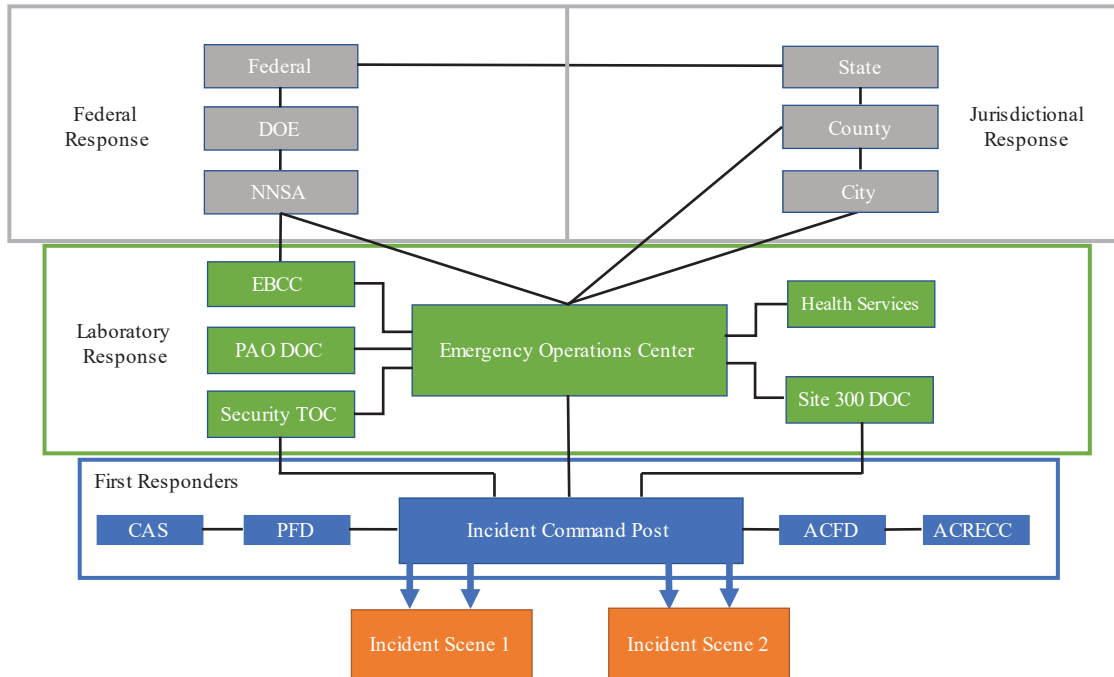 Federal
State
Federal
Response
DOE
County
Jurisdictional
Response
NNSA
City
EBCC
Health Services
Laboratory
Response
PAO DOC
Emergency Operations Center
Security TOC
Site 300 DOC
First Responders
CAS
PFD
Incident Command Post
ACFD
ACRECC
Incident Scene 1
Incident Scene 2